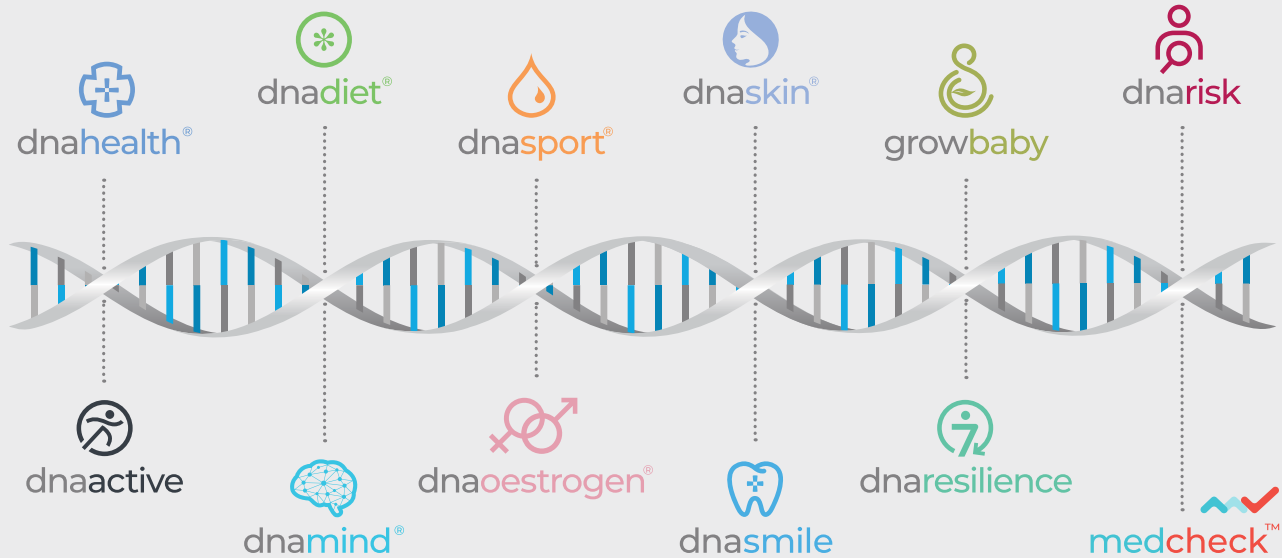 dnahealth®
dnadiet®
dnasport®
dnaskin®
growbaby
dnarisk
dnaactive
dnamind®
dnaoestrogen®
dnasmile
dnaresilience
medcheck™